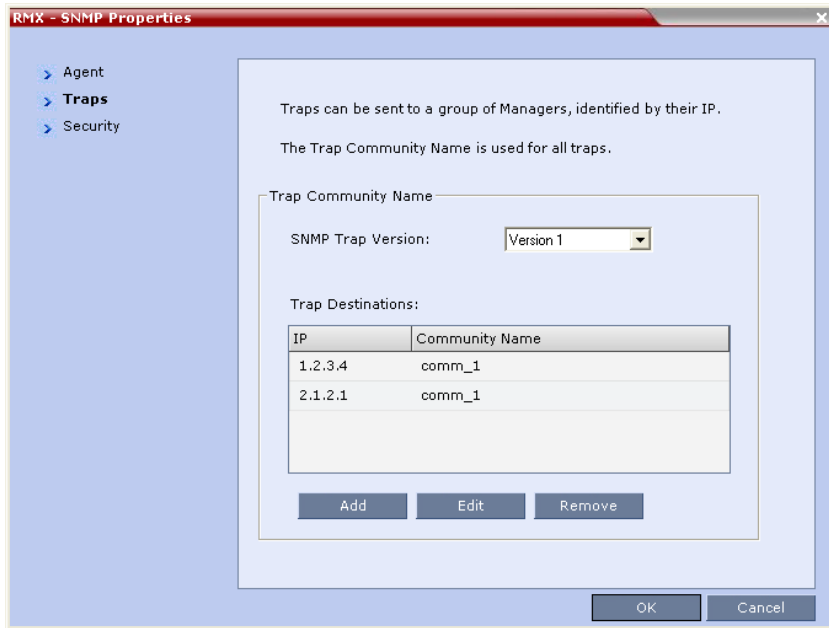 RMX - SNMP Properties
Agent
Traps
Security
Traps can be sent to a group of Managers, identified by their IP.
The Trap Community Name is used for all traps.
Trap Community Name
SNMP Trap Version: Version 1
Trap Destinations:
IP Community Name
1.2.3.4 comm_1
2.1.2.1 comm_1
Add Edit Remove
OK Cancel